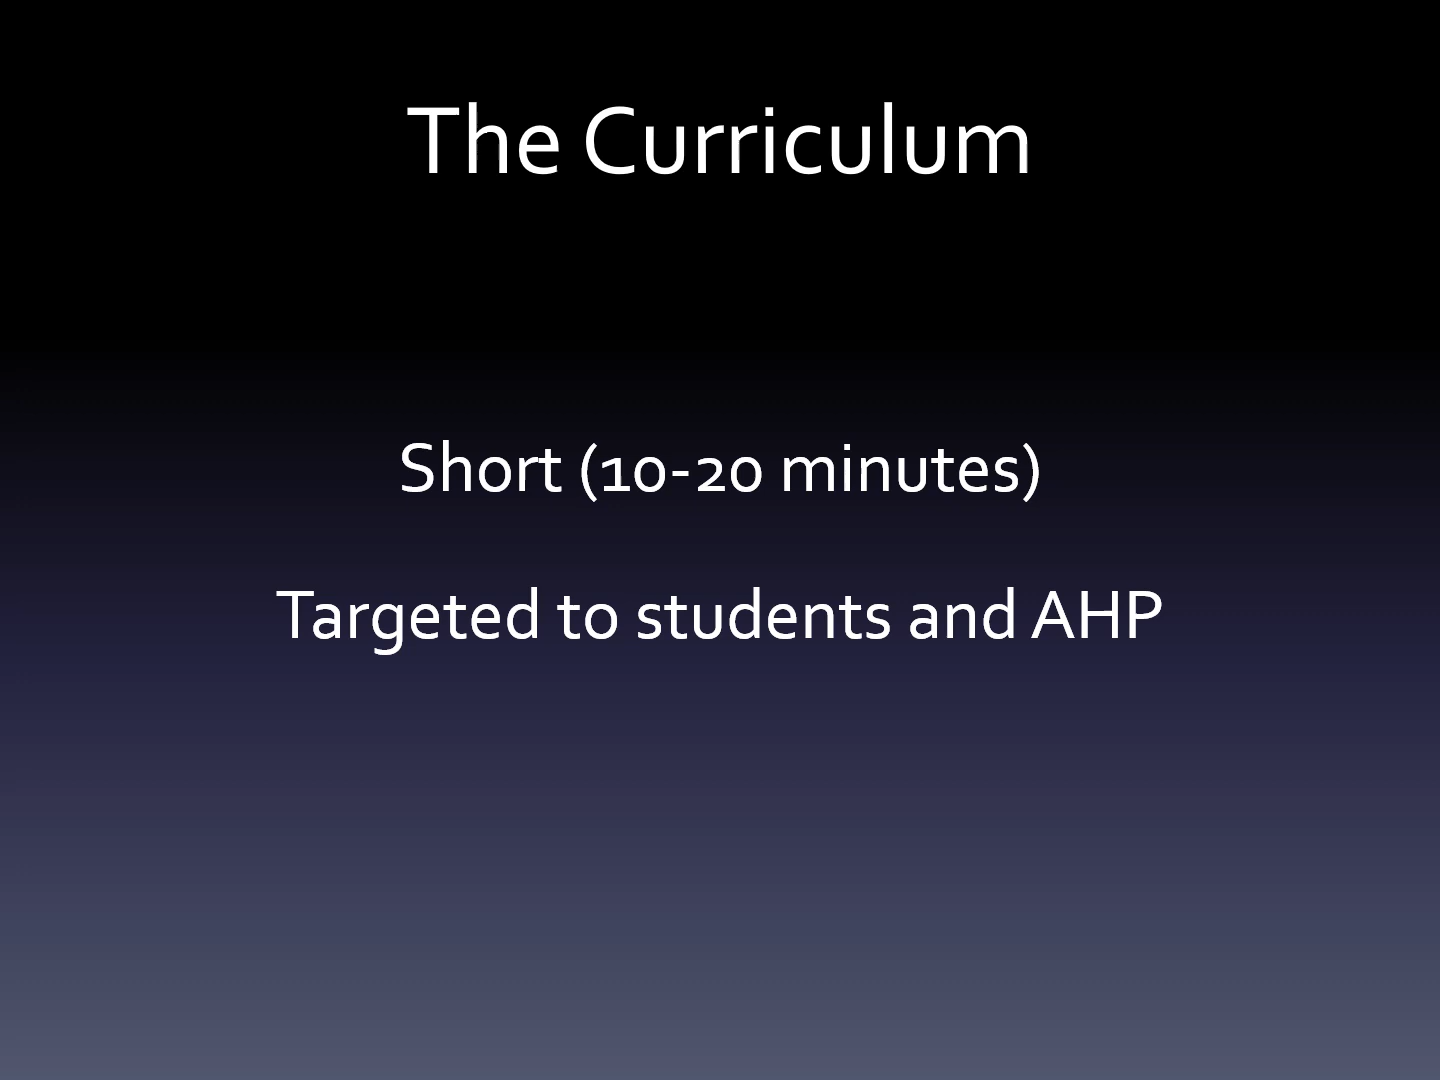 The Curriculum
Short (10-20 minutes)
Targeted to students and AHP